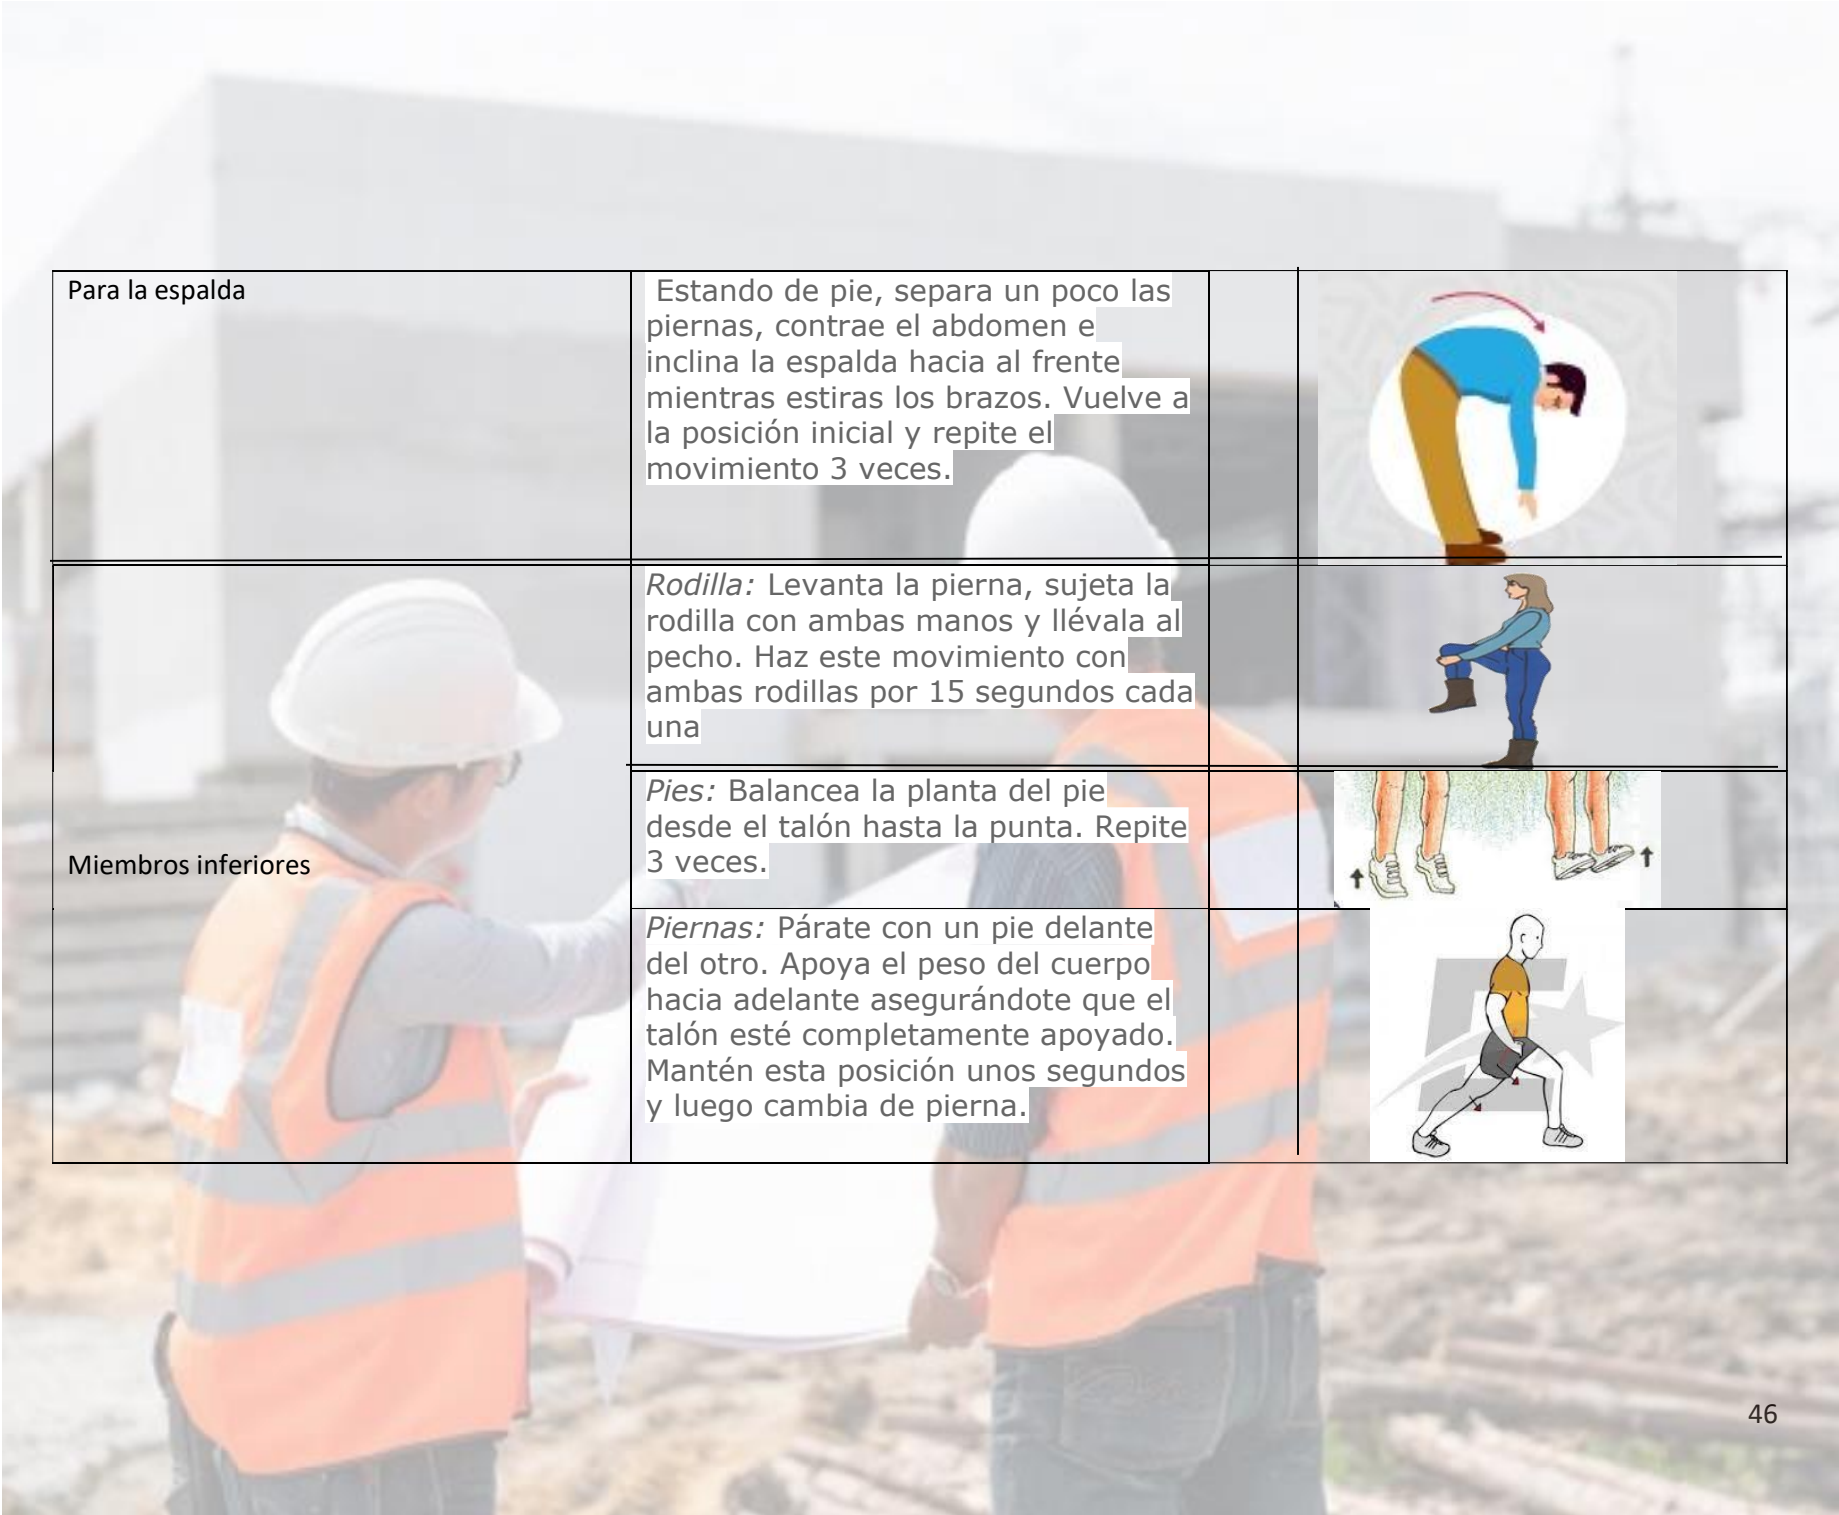 Para la espalda
Estando de pie, separa un poco las
piernas, contrae el abdomen e
inclina la espalda hacia al frente
mientras estiras los brazos. Vuelve a
la posición inicial y repite el
movimiento 3 veces.
Miembros inferiores
Rodilla: Levanta la pierna, sujeta la
rodilla con ambas manos y llévala al
pecho. Haz este movimiento con
ambas rodillas por 15 segundos cada
una
Pies: Balancea la planta del pie
desde el talón hasta la punta. Repite
3 veces.
Piernas: Párate con un pie delante
del otro. Apoya el peso del cuerpo
hacia adelante asegurándote que el
talón esté completamente apoyado.
Mantén esta posición unos segundos
y luego cambia de pierna.
46